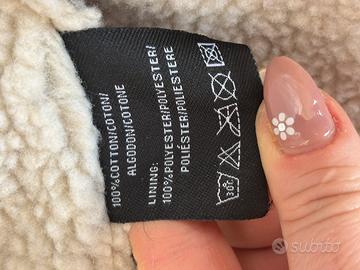 100%COTTON/COTON/
ALGODON/COTONE
LINING:
100%POLYESTER/POLYESTER/
POLIÉSTER/POLIESTERE
30°C
subito